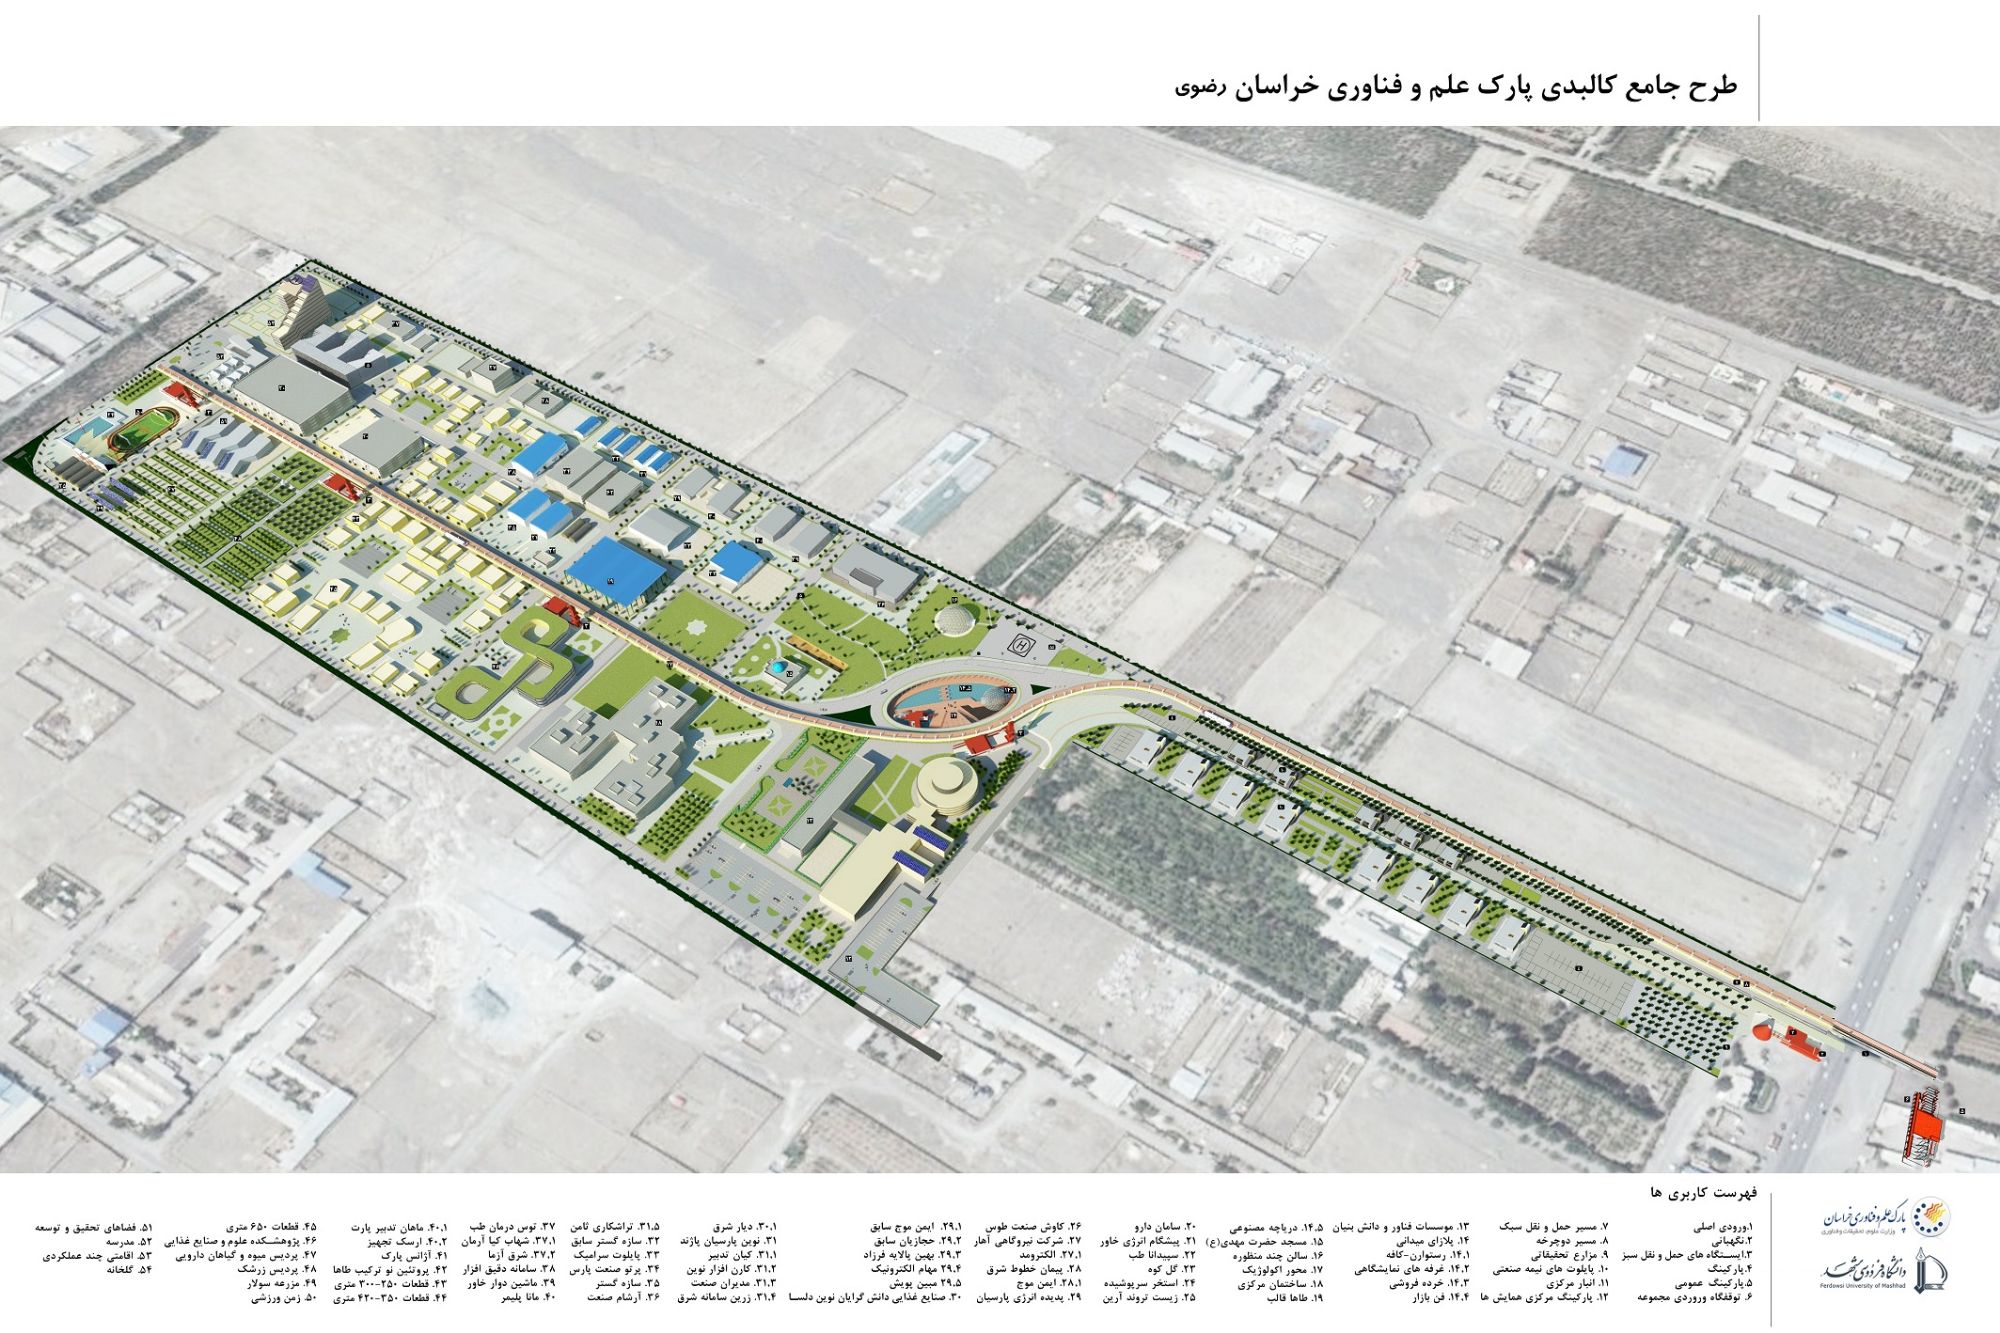 طرح جامع کالبدی پارک علم و فناوری خراسان رضوی
فهرست کاربری ها
۱.ورودی اصلی
۲.نگهبانی
۳.ایستگاه های حمل و نقل سبز
۴.پارکینگ
۵.پارکینگ عمومی
۶. توقفگاه وروردی مجموعه
۷. مسیر حمل و نقل سبک
۸. مسیر دوچرخه
۹. مزارع تحقیقاتی
۱۰. پایلوت های نیمه صنعتی
۱۱. انبار مرکزی
۱۲. پارکینگ مرکزی همایش ها
۱۳. موسسات فناور و دانش بنیان
۱۴. پلازای میدانی
۱۴.۱. رستوارن-کافه
۱۴.۲. غرفه های نمایشگاهی
۱۴.۳. خرده فروشی
۱۴.۴. فن بازار
۱۴.۵. دریاچه مصنوعی
۱۵. مسجد حضرت مهدی(ع)
۱۶. سالن چند منظوره
۱۷. محور اکولوژیک
۱۸. ساختمان مرکزی
۱۹. طاها قالب
۲۰. سامان دارو
۲۱. پیشگام انرژی خاور
۲۲. سپیدانا طب
۲۳. گل کوه
۲۴. استخر سرپوشیده
۲۵. زیست تروند آرین
۲۶. کاوش صنعت طوس
۲۷. شرکت نیروگاهی آهار
۲۷.۱. الکترومد
۲۸. پیمان خطوط شرق
۲۸.۱. ایمن موج
۲۹. پدیده انرژی پارسیان
۲۹.۱. ایمن موج سابق
۲۹.۲. حجازیان سابق
۲۹.۳. بهین پالایه فرزاد
۲۹.۴. مهام الکترونیک
۲۹.۵. مبین پویش
۳۰. صنایع غذایی دانش گرایان نوین دلسا
۳۰.۱. دیار شرق
۳۱. نوین پارسیان پاژند
۳۱.۱. کیان تدبیر
۳۱.۲. کارن افزار نوین
۳۱.۳. مدیران صنعت
۳۱.۴. زرین سامانه شرق
۳۱.۵. تراشکاری ثامن
۳۲. سازه گستر سابق
۳۳. پایلوت سرامیک
۳۴. پرتو صنعت پارس
۳۵. سازه گستر
۳۶. آرشام صنعت
۳۷. توس درمان طب
۳۷.۱. شهاب کیا آرمان
۳۷.۲. شرق آزما
۳۸. سامانه دقیق افزار
۳۹. ماشین دوار خاور
۴۰. مانا پلیمر
۴۰.۱. ماهان تدبیر پارت
۴۰.۲. ارسک تجهیز
۴۱. آژانس پارک
۴۲. پروتئین نو ترکیب طاها
۴۳. قطعات ۲۵۰-۳۰۰ متری
۴۴. قطعات ۳۵۰-۴۲۰ متری
۴۵. قطعات ۶۵۰ متری
۴۶. پژوهشکده علوم و صنایع غذایی
۴۷. پردیس میوه و گیاهان دارویی
۴۸. پردیس زرشک
۴۹. مزرعه سولار
۵۰. زمن ورزشی
۵۱. فضاهای تحقیق و توسعه
۵۲. مدرسه
۵۳. اقامتی چند عملکردی
۵۴. گلخانه
پارک علم و فناوری خراسان
وزارت علوم، تحقیقات و فناوری
دانشگاه فردوسی مشهد
Ferdowsi University of Mashhad